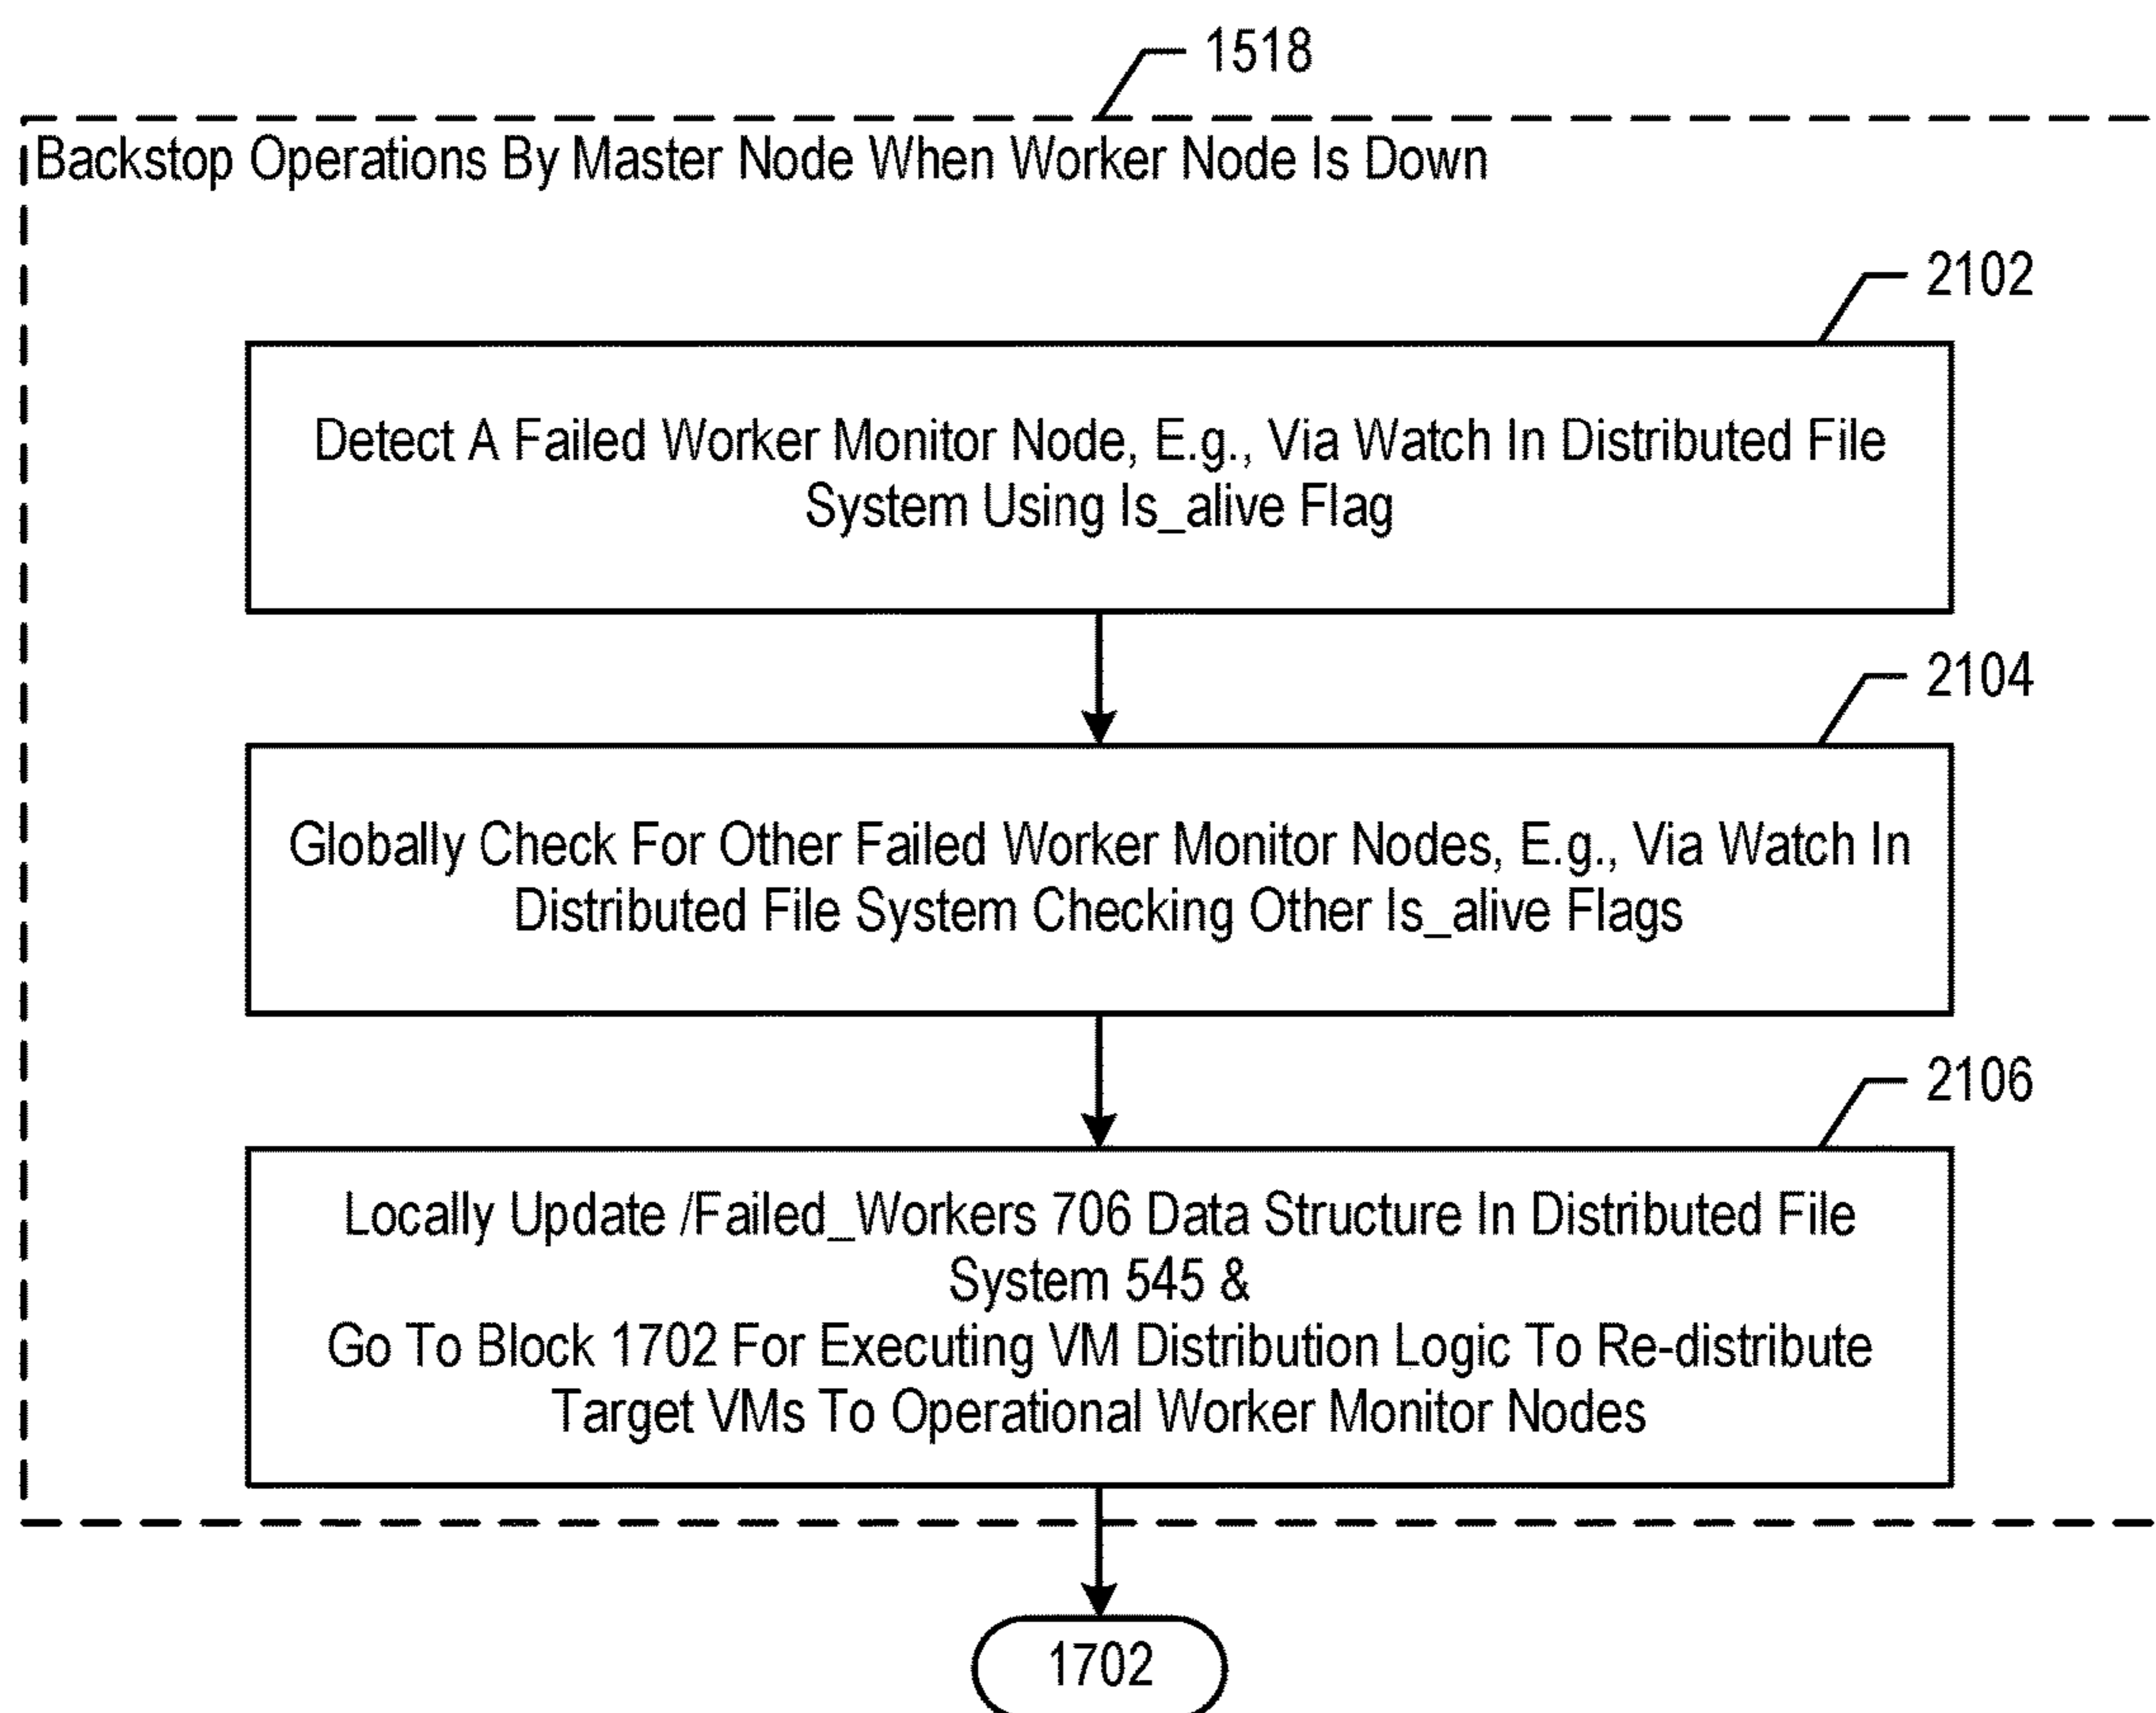 1518
Backstop Operations By Master Node When Worker Node Is Down
2102
Detect A Failed Worker Monitor Node, E.g., Via Watch In Distributed File
System Using Is_alive Flag
2104
Globally Check For Other Failed Worker Monitor Nodes, E.g., Via Watch In
Distributed File System Checking Other Is_alive Flags
2106
Locally Update /Failed_Workers 706 Data Structure In Distributed File
System 545 &
Go To Block 1702 For Executing VM Distribution Logic To Re-distribute
Target VMs To Operational Worker Monitor Nodes
1702